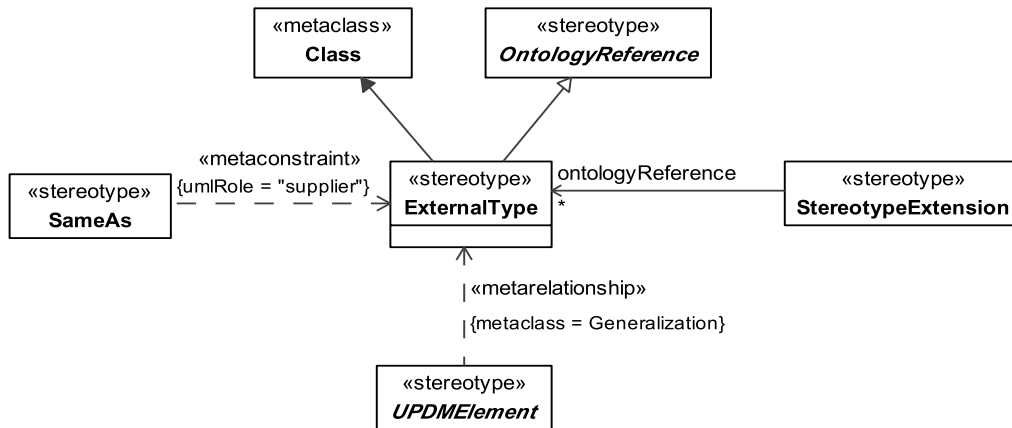 «metaclass»
Class
«stereotype»
OntologyReference
«metaconstraint»
{umlRole = "supplier"}
«stereotype»
SameAs
«stereotype»
ExternalType
ontologyReference
*
«stereotype»
StereotypeExtension
«metarelationship»
{metaclass = Generalization}
«stereotype»
UPDMElement